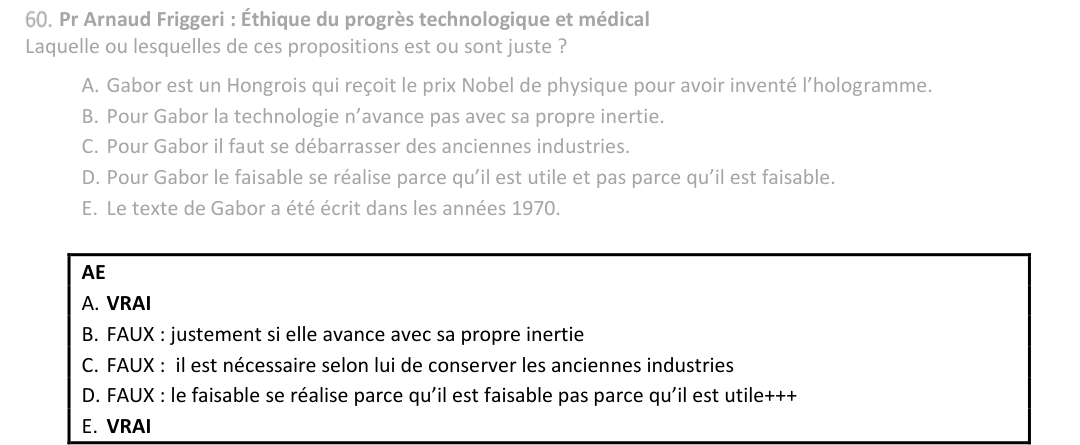 60. Pr Arnaud Friggeri : Éthique du progrès technologique et médical
Laquelle ou lesquelles de ces propositions est ou sont juste ?
A. Gabor est un Hongrois qui reçoit le prix Nobel de physique pour avoir inventé l’hologramme.
B. Pour Gabor la technologie n’avance pas avec sa propre inertie.
C. Pour Gabor il faut se débarrasser des anciennes industries.
D. Pour Gabor le faisable se réalise parce qu’il est utile et pas parce qu’il est faisable.
E. Le texte de Gabor a été écrit dans les années 1970.
AE
A. VRAI
B. FAUX : justement si elle avance avec sa propre inertie
C. FAUX : il est nécessaire selon lui de conserver les anciennes industries
D. FAUX : le faisable se réalise parce qu’il est faisable pas parce qu’il est utile+++
E. VRAI